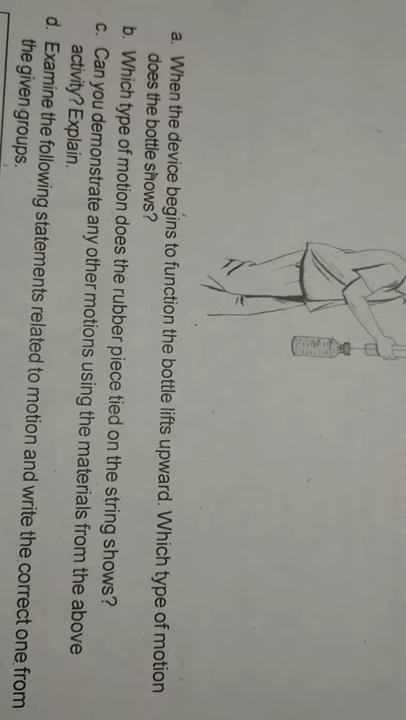 a. When the device begins to function the bottle lifts upward. Which type of motion
does the bottle shows?
b. Which type of motion does the rubber piece tied on the string shows?
c. Can you demonstrate any other motions using the materials from the above
activity? Explain.
d. Examine the following statements related to motion and write the correct one from
the given groups.